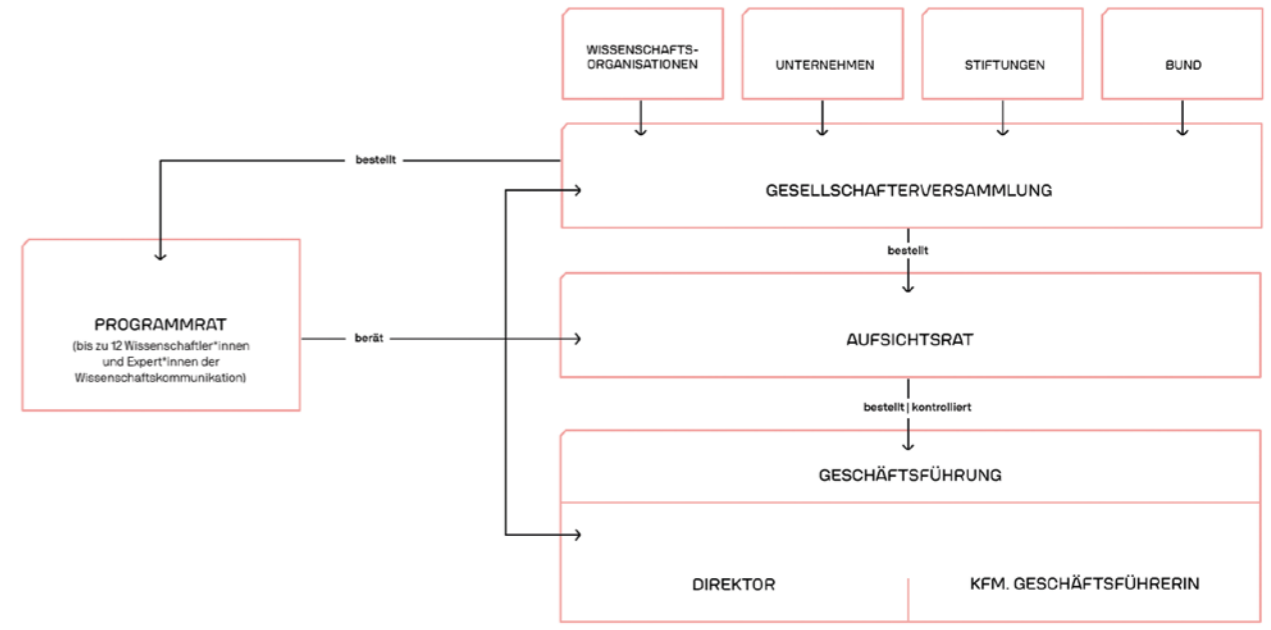 WISSENSCHAFTS-
ORGANISATIONEN
UNTERNEHMEN
STIFTUNGEN
BUND
bestellt
GESELLSCHAFTERVERSAMMLUNG
bestellt
PROGRAMMRAT
(bis zu 12 Wissenschaftler*innen
und Expert*innen der
Wissenschaftskommunikation)
berät
AUFSICHTSRAT
bestellt | kontrolliert
GESCHÄFTSFÜHRUNG
DIREKTOR
KFM. GESCHÄFTSFÜHRERIN